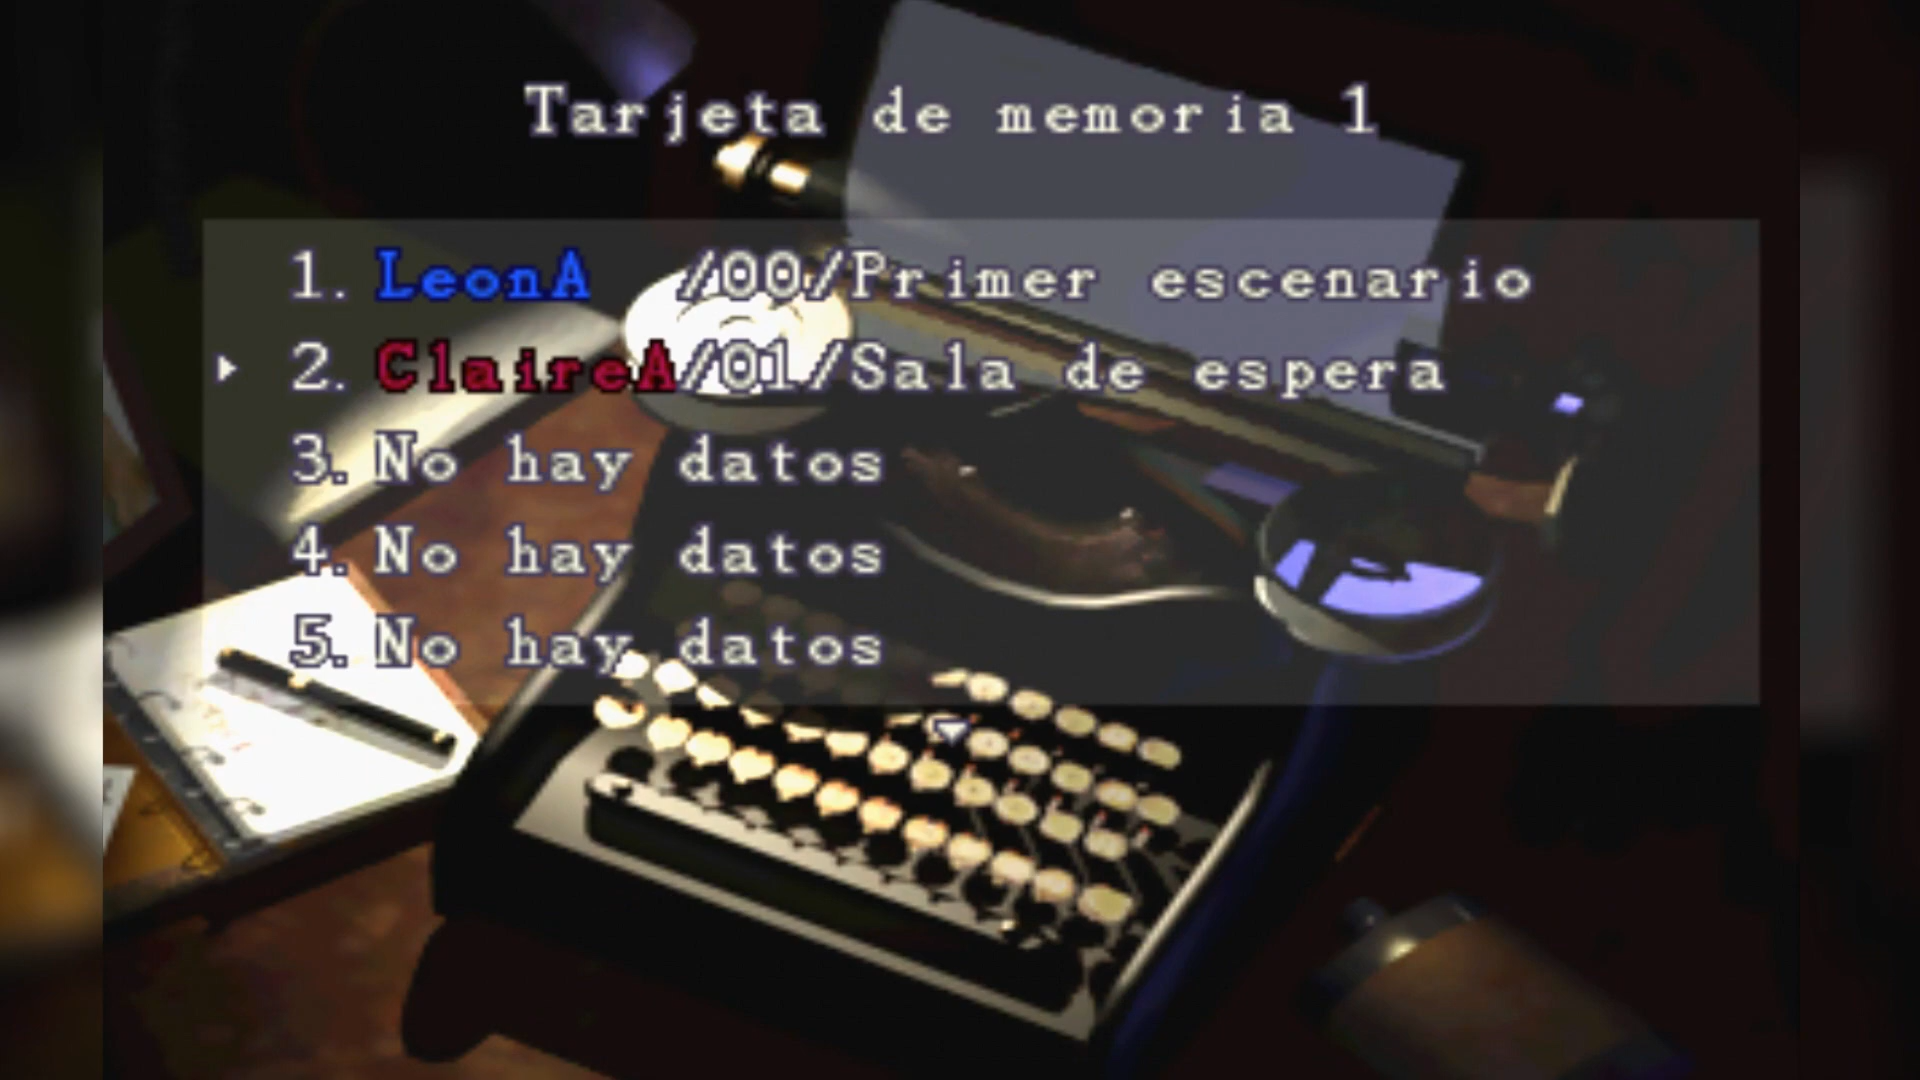 Tarjeta de memoria 1
1. LeonA /00/Primer escenario
2. ClaireA/01/Sala de espera
3. No hay datos
4. No hay datos
5. No hay datos